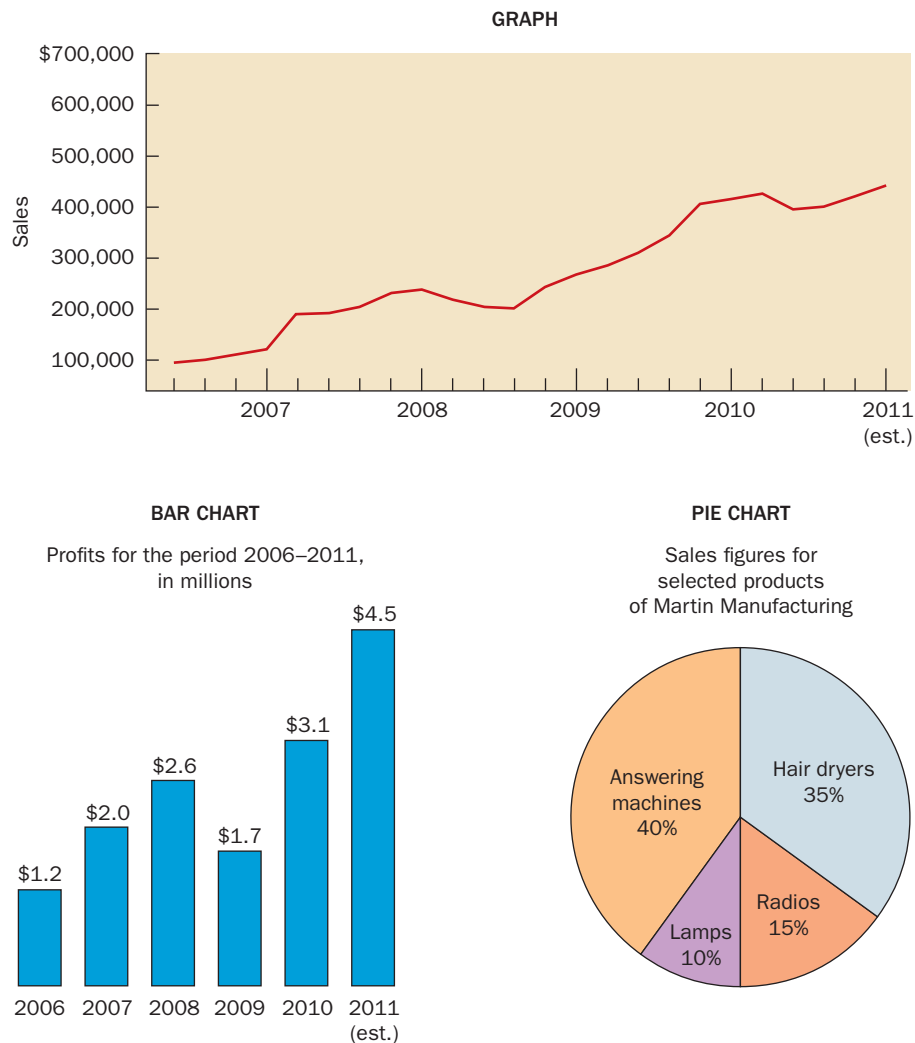 GRAPH
$700,000
600,000
500,000
400,000
300,000
200,000
100,000
Sales
2007 2008 2009 2010 2011
(est.)
BAR CHART
Profits for the period 2006–2011,
in millions
$1.2 $2.0 $2.6 $1.7 $3.1 $4.5
2006 2007 2008 2009 2010 2011
(est.)
PIE CHART
Sales figures for
selected products
of Martin Manufacturing
Answering
machines
40%
Hair dryers
35%
Lamps
10%
Radios
15%